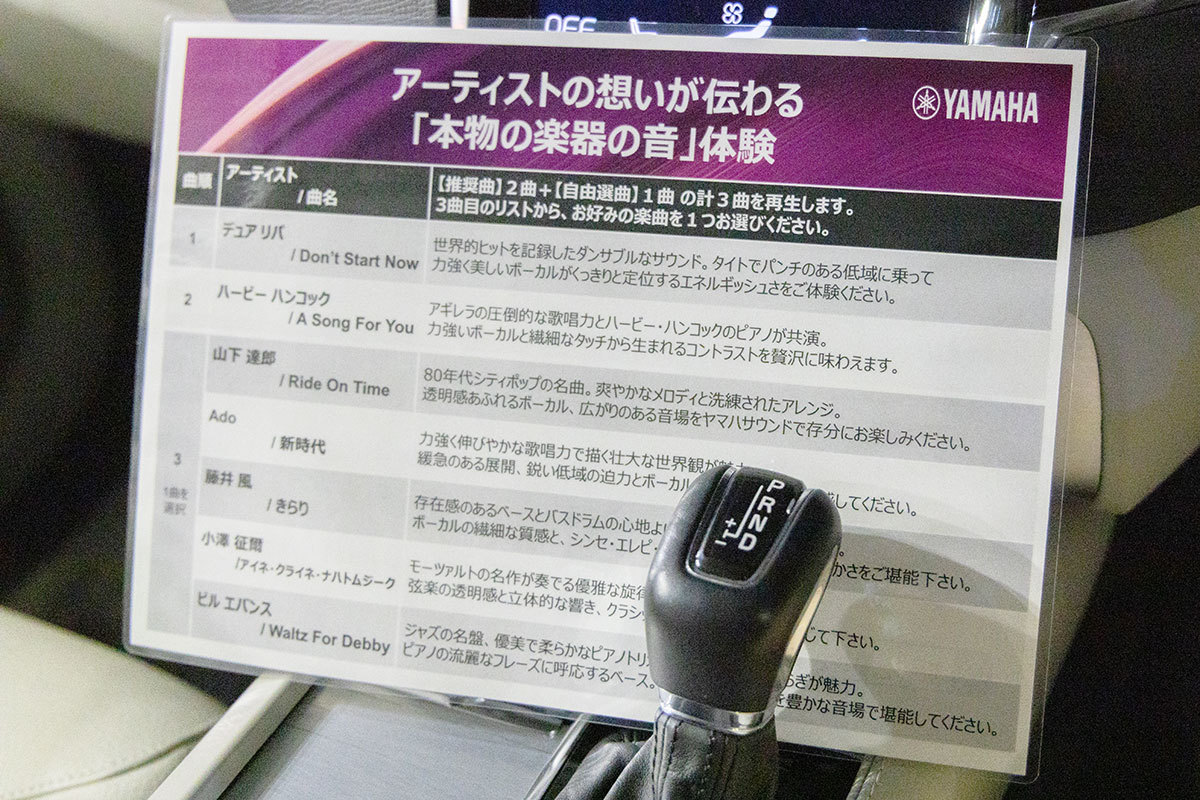 OFF
アーティストの想いが伝わる
「本物の楽器の音」体験
YAMAHA
曲順
アーティスト
/ 曲名
【推奨曲】2曲+【自由選曲】1曲 の計3曲を再生します。
3曲目のリストから、お好みの楽曲を1つお選びください。
1
デュア リパ
/ Don't Start Now
世界的ヒットを記録したダンサブルなサウンド。タイトでパンチのある低域に乗って
力強く美しいボーカルがくっきりと定位するエネルギッシュさをご体験ください。
2
ハービー ハンコック
/ A Song For You
アギレラの圧倒的な歌唱力とハービー・ハンコックのピアノが共演。
力強いボーカルと繊細なタッチから生まれるコントラストを贅沢に味わえます。
3
1曲を
選択
山下 達郎
/ Ride On Time
80年代シティポップの名曲。爽やかなメロディと洗練されたアレンジ。
透明感あふれるボーカル、広がりのある音場をヤマハサウンドで存分にお楽しみください。
Ado
/ 新時代
力強く伸びやかな歌唱力で描く壮大な世界観が
緩急のある展開、鋭い低域の迫力とボーカル してください。
藤井 風
/ きらり
存在感のあるベースとバスドラムの心地よ
ボーカルの繊細な質感と、シンセ・エレピ・ かさをご堪能下さい。
小澤 征爾
/アイネ・クライネ・ナハトムジーク
モーツァルトの名作が奏でる優雅な旋律
弦楽の透明感と立体的な響き、クラシ じて下さい。
ビル エバンス
/ Waltz For Debby
ジャズの名盤、優美で柔らかなピアノトリ らぎが魅力。
ピアノの流麗なフレーズに呼応するベース。 豊かな音場で堪能してください。
P
R
N
D
+
−